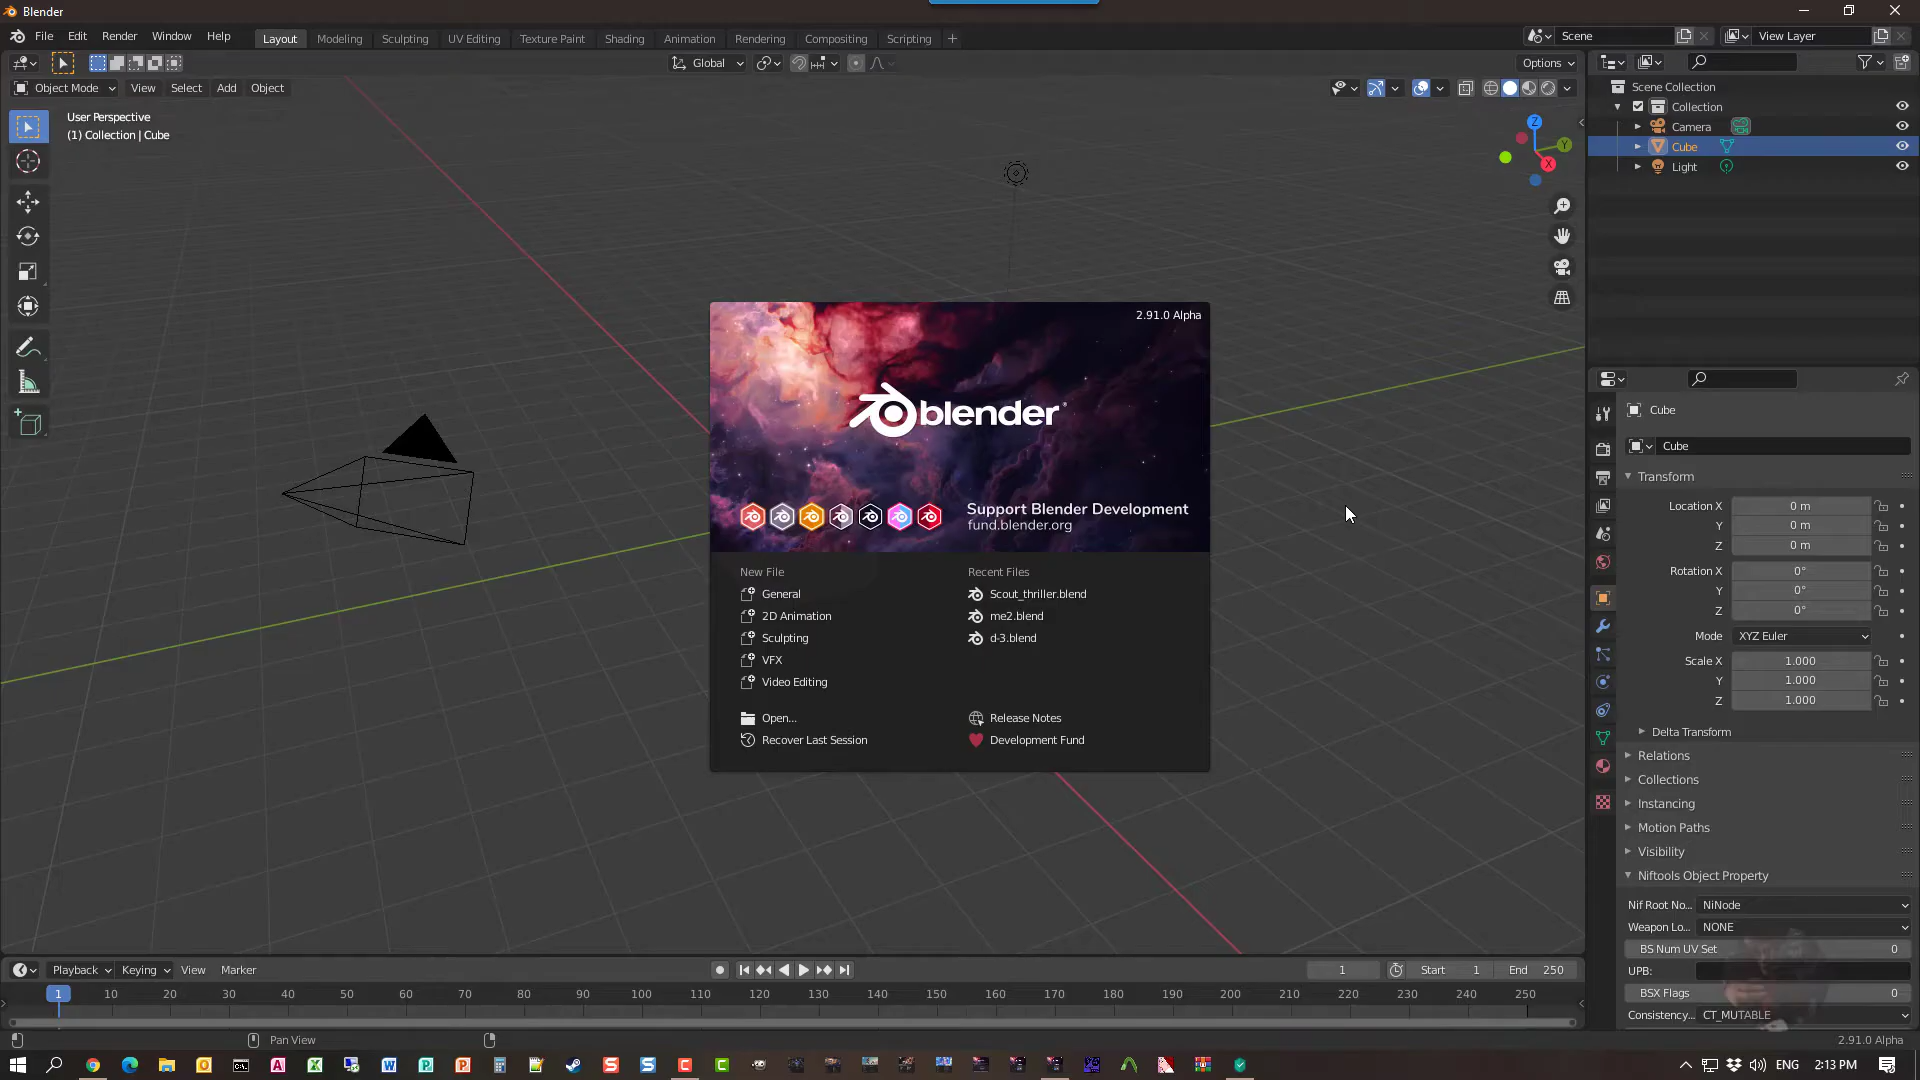 Blender
File Edit Render Window Help
Layout Modeling Sculpting UV Editing Texture Paint Shading Animation Rendering Compositing Scripting +
Scene
View Layer
Global
Options
Object Mode View Select Add Object
User Perspective
(1) Collection | Cube
Z
Y
X
Scene Collection
Collection
Camera
Cube
Light
2.91.0 Alpha
blender
Support Blender Development
fund.blender.org
New File
General
2D Animation
Sculpting
VFX
Video Editing
Open...
Recover Last Session
Recent Files
Scout_thriller.blend
me2.blend
d-3.blend
Release Notes
Development Fund
Cube
Cube
Transform
Location X 0 m
Y 0 m
Z 0 m
Rotation X 0°
Y 0°
Z 0°
Mode XYZ Euler
Scale X 1.000
Y 1.000
Z 1.000
Delta Transform
Relations
Collections
Instancing
Motion Paths
Visibility
Niftools Object Property
Nif Root No... NiNode
Weapon Lo... NONE
BS Num UV Set 0
UPB:
BSX Flags 0
Consistency... CT_MUTABLE
Playback Keying View Marker
1 Start 1 End 250
1 10 20 30 40 50 60 70 80 90 100 110 120 130 140 150 160 170 180 190 200 210 220 230 240 250
Pan View
2.91.0 Alpha
ENG 2:13 PM